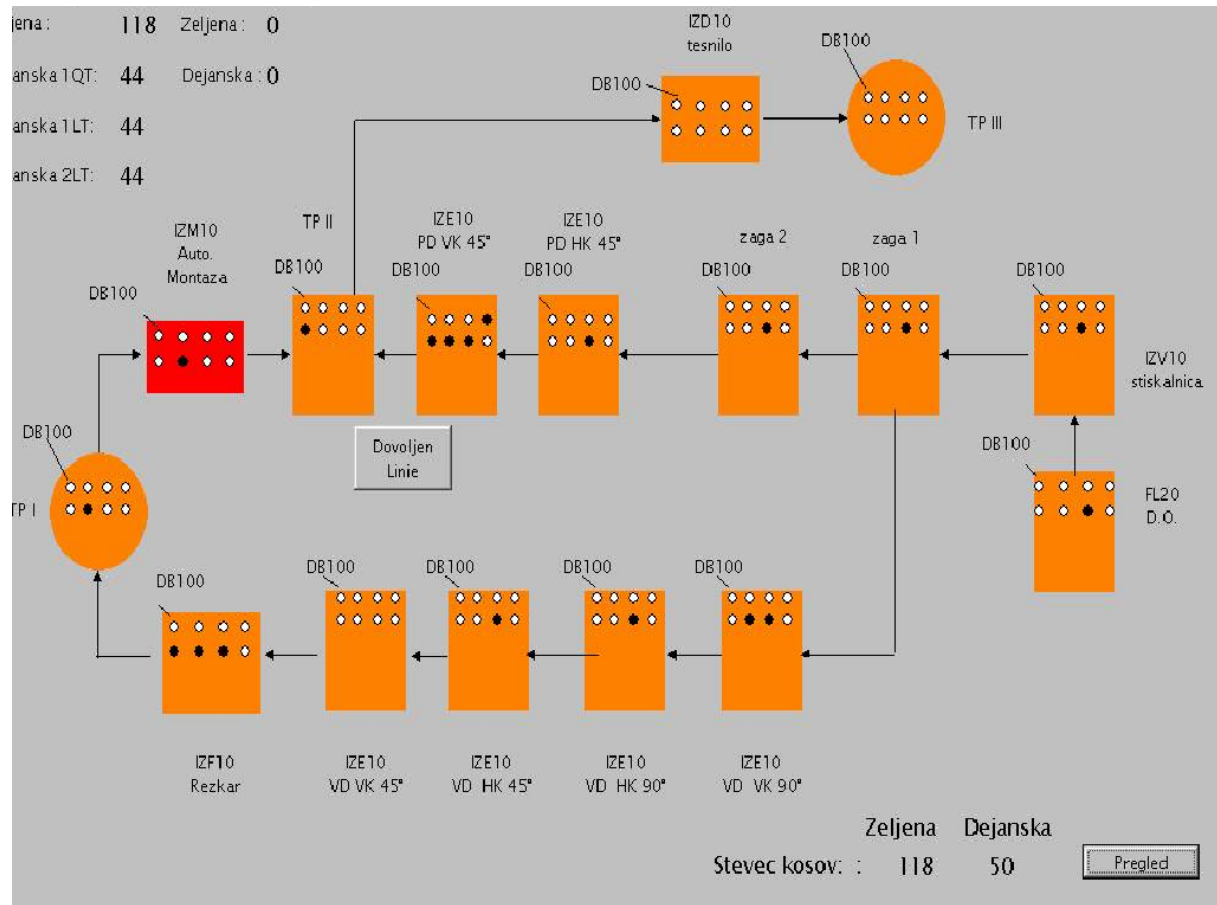 jena : 118 Zeljena : 0
anska 1QT: 44 Dejanska : 0
anska 1LT: 44
anska 2LT: 44
IZD10
tesnilo
DB100
DB100
TP III
IZM10
Auto.
Montaza
DB100
TP II
DB100
IZE10
PD VK 45°
DB100
IZE10
PD HK 45°
DB100
zaga 2
DB100
zaga 1
DB100
DB100
IZV10
stiskalnica
Dovoljen
Linie
DB100
TP I
DB100
FL20
D.O.
DB100
DB100
DB100
DB100
DB100
IZF10
Rezkar
IZE10
VD VK 45°
IZE10
VD HK 45°
IZE10
VD HK 90°
IZE10
VD VK 90°
Zeljena Dejanska
Stevec kosov: : 118 50
Pregled